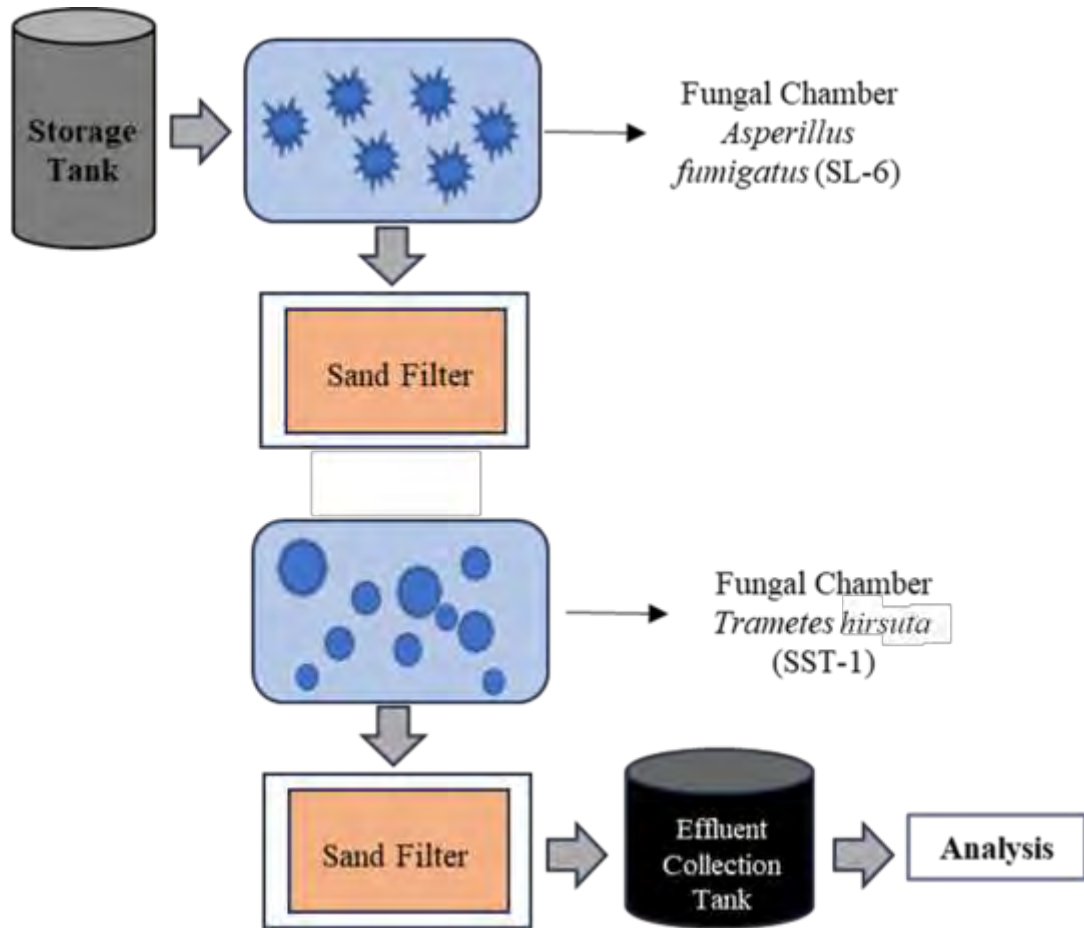 Storage
Tank
Fungal Chamber
Asperillus
fumigatus (SL-6)
Sand Filter
Fungal Chamber
Trametes hirsuta
(SST-1)
Sand Filter
Effluent
Collection
Tank
Analysis